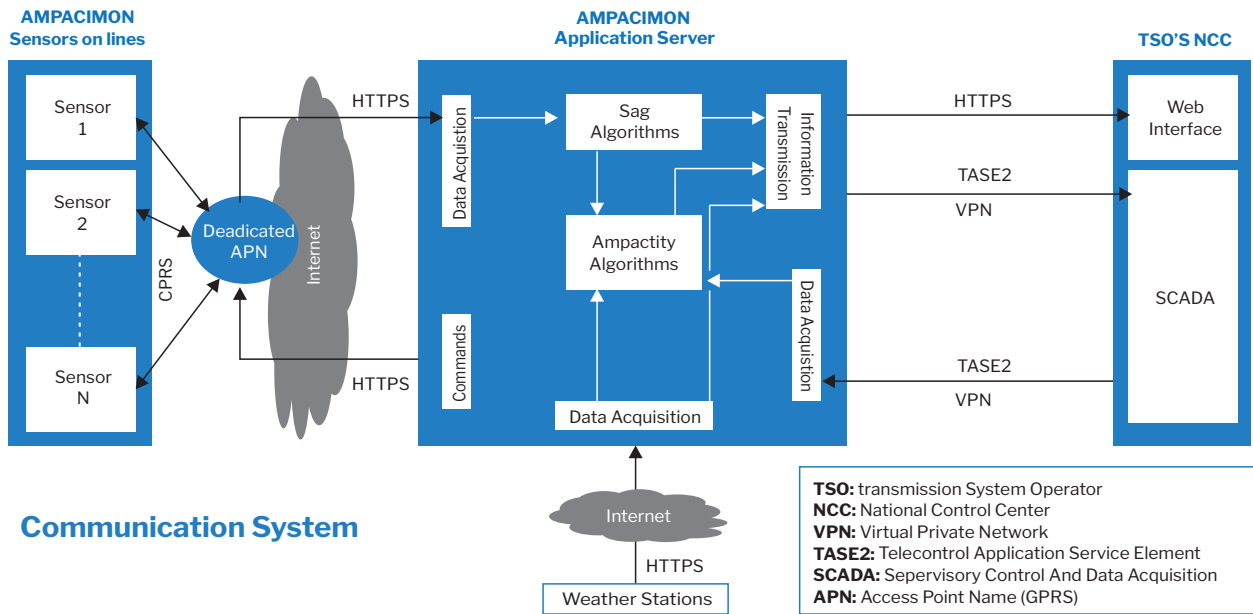 AMPACIMON
Sensors on lines
Sensor
1
Sensor
2
CPRS
Sensor
N
Deadicated
APN
Internet
HTTPS
HTTPS
AMPACIMON
Application Server
Data Acquistion
Commands
Sag
Algorithms
Ampactity
Algorithms
Information
Transmission
Data Acquistion
Data Acquisition
Internet
HTTPS
Weather Stations
HTTPS
TASE2
VPN
TASE2
VPN
TSO'S NCC
Web
Interface
SCADA
Communication System
TSO: transmission System Operator
NCC: National Control Center
VPN: Virtual Private Network
TASE2: Telecontrol Application Service Element
SCADA: Sepervisory Control And Data Acquisition
APN: Access Point Name (GPRS)